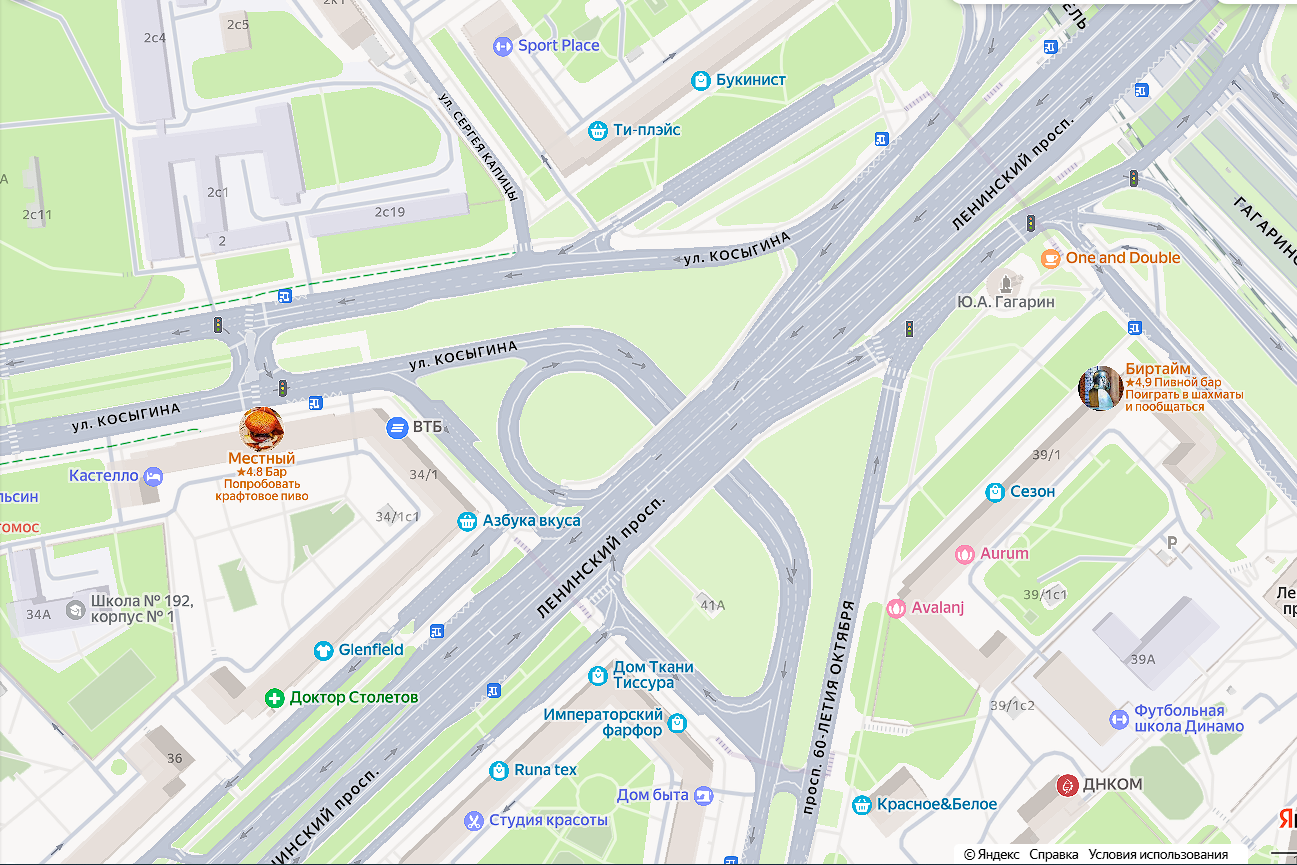 2к1
2с4
2с5
Sport Place
Букинист
Ти-плэйс
ул. СЕРГЕЯ КАПИЦЫ
ЛЕНИНСКИЙ просп.
2с1
2с11
2с19
2
ул. КОСЫГИНА
ГАГАРИНС
One and Double
Ю.А. Гагарин
ул. КОСЫГИНА
Биртайм
★4,9 Пивной бар
Поиграть в шахматы
и пообщаться
ул. КОСЫГИНА
ВТБ
Местный
★4.8 Бар
Попробовать
крафтовое пиво
Кастелло
льсин
томос
34/1
34/1с1
39/1
Сезон
Азбука вкуса
ЛЕНИНСКИЙ просп.
Aurum
P
Школа № 192,
корпус № 1
34А
41А
39/1с1
Avalanj
39А
Glenfield
Дом Ткани
Тиссура
просп. 60-ЛЕТИЯ ОКТЯБРЯ
Доктор Столетов
Императорский
фарфор
39/1с2
Футбольная
школа Динамо
36
Runa tex
Дом быта
ДНКОМ
Красное&Белое
Студия красоты
ЛЕНИНСКИЙ просп.
© Яндекс Справка Условия использования